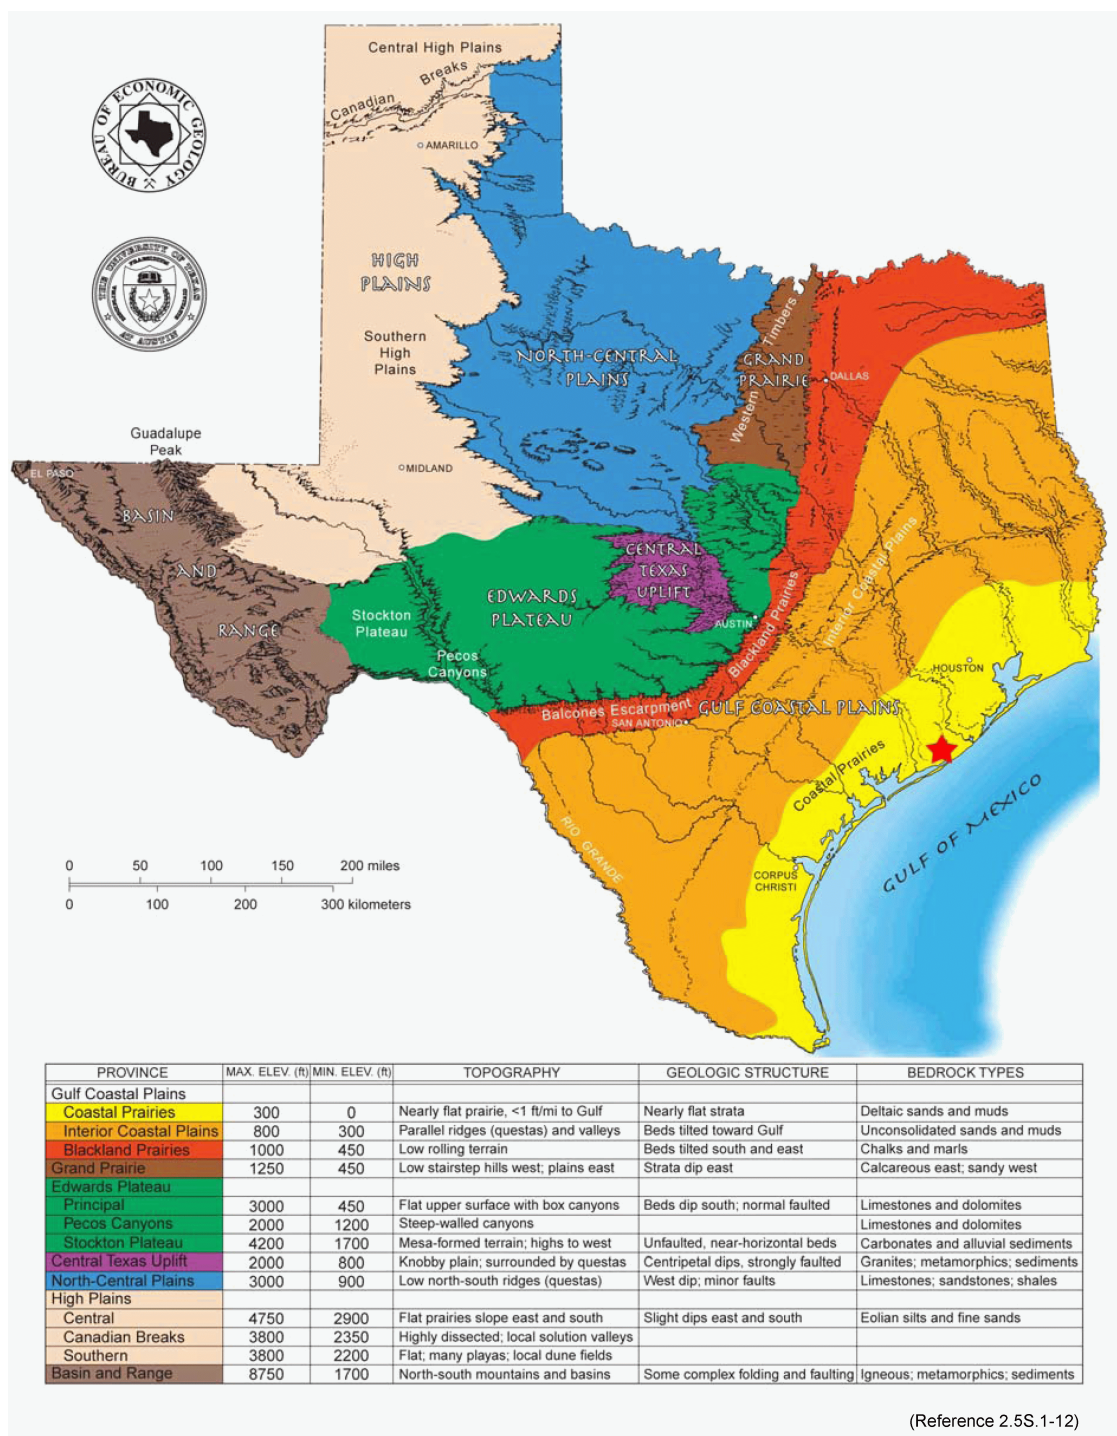 Central High Plains
Breaks
Canadian
BUREAU OF ECONOMIC GEOLOGY
AMARILLO
THE UNIVERSITY OF TEXAS
AT AUSTIN
HIGH
PLAINS
Southern
High
Plains
NORTH-CENTRAL
PLAINS
Western Timbers
GRAND
PRAIRIE
DALLAS
Guadalupe
Peak
EL PASO
MIDLAND
BASIN
AND
RANGE
CENTRAL
TEXAS
UPLIFT
EDWARDS
PLATEAU
Stockton
Plateau
Pecos
Canyons
AUSTIN
Blackland Prairies
Interior Coastal Plains
Balcones Escarpment
SAN ANTONIO
GULF COASTAL PLAINS
HOUSTON
Coastal Prairies
RIO GRANDE
GULF OF MEXICO
CORPUS
CHRISTI
0 50 100 150 200 miles
0 100 200 300 kilometers
PROVINCE MAX. ELEV. (ft) MIN. ELEV. (ft) TOPOGRAPHY GEOLOGIC STRUCTURE BEDROCK TYPES
Gulf Coastal Plains
Coastal Prairies 300 0 Nearly flat prairie, <1 ft/mi to Gulf Nearly flat strata Deltaic sands and muds
Interior Coastal Plains 800 300 Parallel ridges (questas) and valleys Beds tilted toward Gulf Unconsolidated sands and muds
Blackland Prairies 1000 450 Low rolling terrain Beds tilted south and east Chalks and marls
Grand Prairie 1250 450 Low stairstep hills west; plains east Strata dip east Calcareous east; sandy west
Edwards Plateau
Principal 3000 450 Flat upper surface with box canyons Beds dip south; normal faulted Limestones and dolomites
Pecos Canyons 2000 1200 Steep-walled canyons Limestones and dolomites
Stockton Plateau 4200 1700 Mesa-formed terrain; highs to west Unfaulted, near-horizontal beds Carbonates and alluvial sediments
Central Texas Uplift 2000 800 Knobby plain; surrounded by questas Centripetal dips, strongly faulted Granites; metamorphics; sediments
North-Central Plains 3000 900 Low north-south ridges (questas) West dip; minor faults Limestones; sandstones; shales
High Plains
Central 4750 2900 Flat prairies slope east and south Slight dips east and south Eolian silts and fine sands
Canadian Breaks 3800 2350 Highly dissected; local solution valleys
Southern 3800 2200 Flat; many playas; local dune fields
Basin and Range 8750 1700 North-south mountains and basins Some complex folding and faulting Igneous; metamorphics; sediments
(Reference 2.5S.1-12)